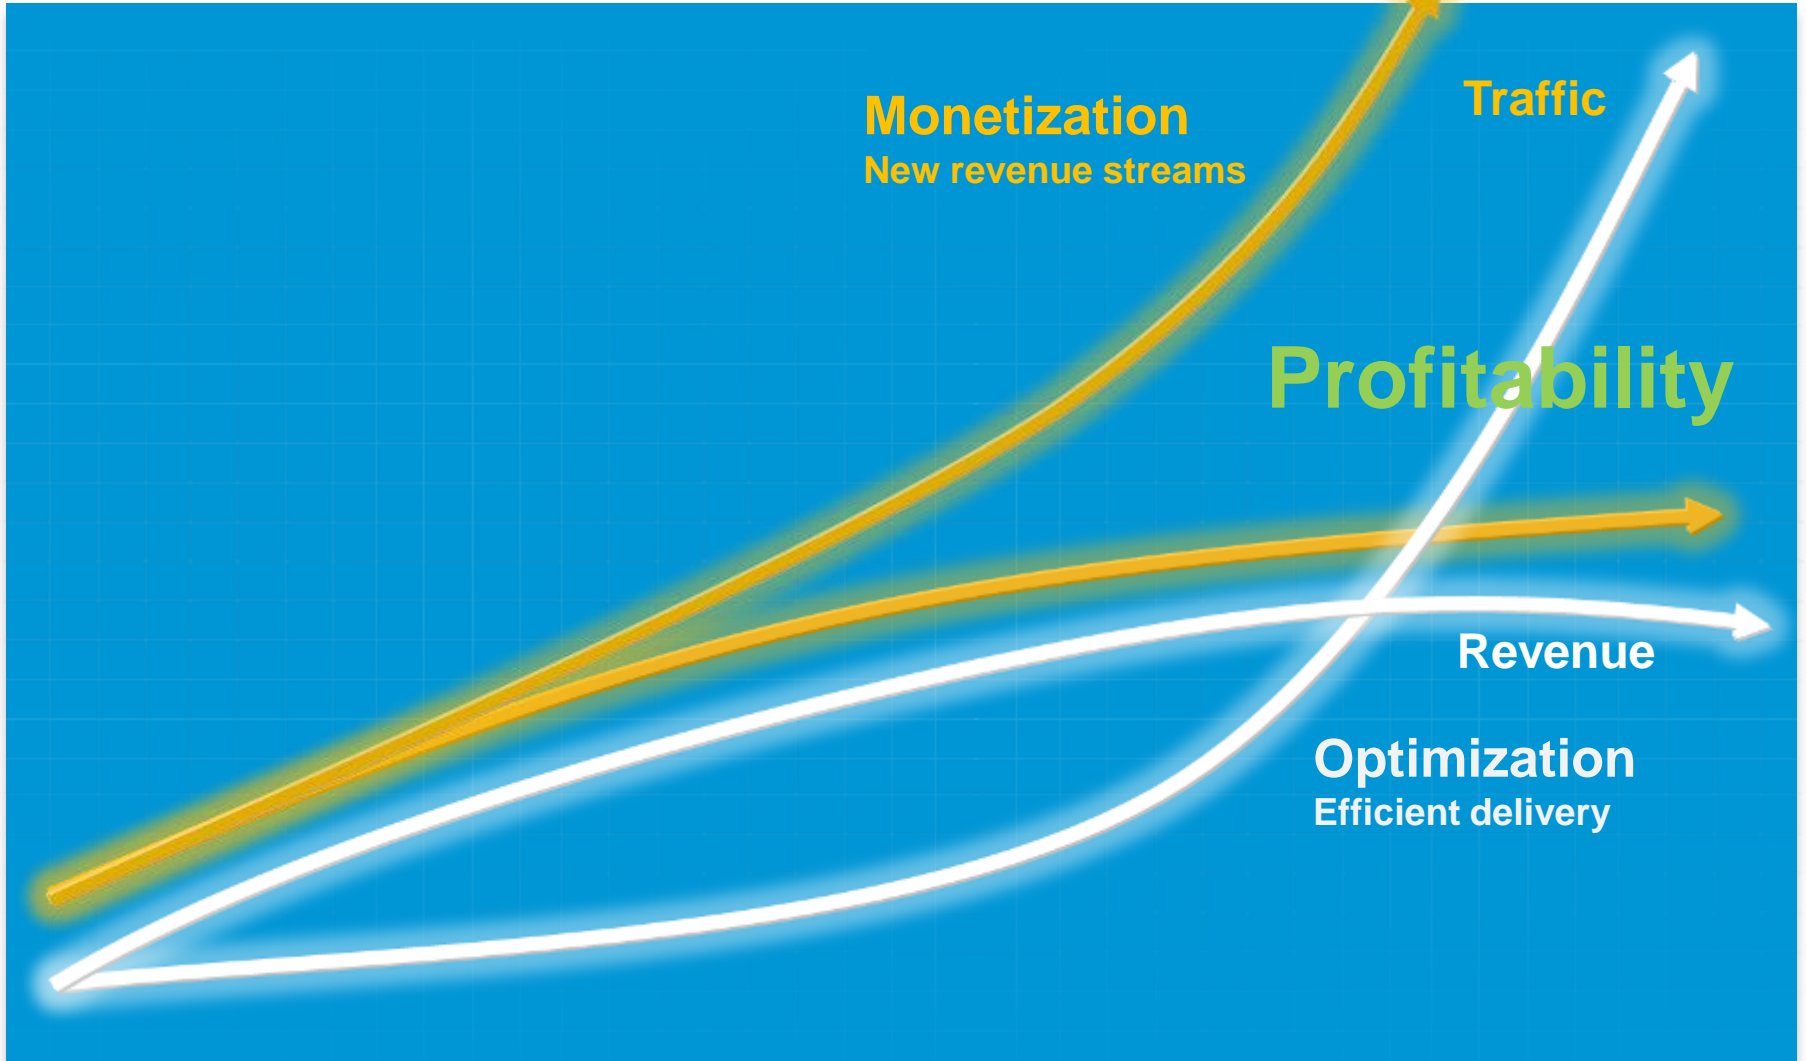 Monetization
New revenue streams
Traffic
Profitability
Revenue
Optimization
Efficient delivery